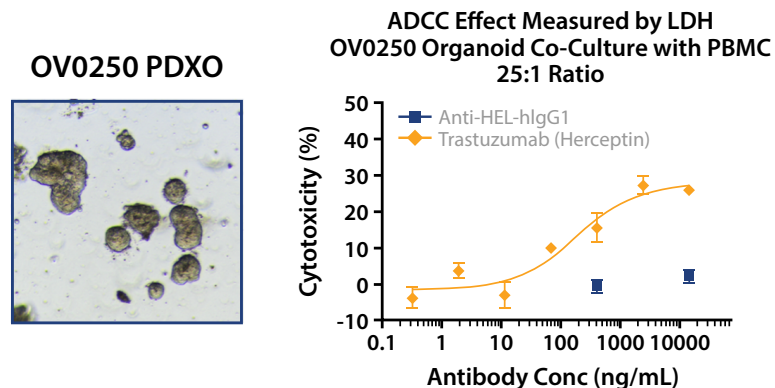 OV0250 PDXO
ADCC Effect Measured by LDH
OV0250 Organoid Co-Culture with PBMC
25:1 Ratio
Cytotoxicity (%)
50
40
30
20
10
0
-10
Anti-HEL-hIgG1
Trastuzumab (Herceptin)
0.1 1 10 100 1000 10000
Antibody Conc (ng/mL)